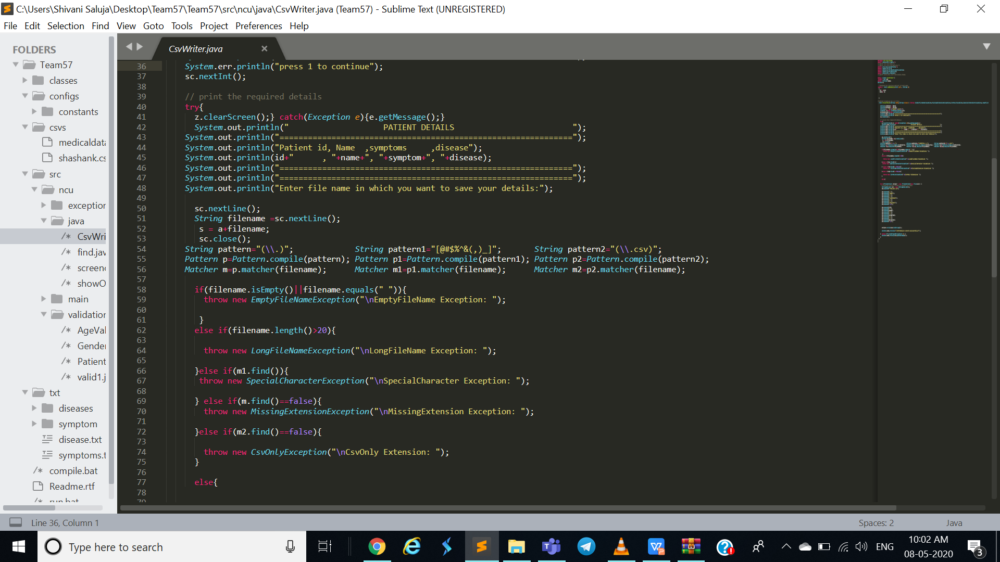 C:\Users\Shivani Saluja\Desktop\Team57\Team57\src\ncu\java\CsvWriter.java (Team57) - Sublime Text (UNREGISTERED)
File Edit Selection Find View Goto Tools Project Preferences Help
FOLDERS
Team57
classes
configs
constants
csvs
medicaldata
shashank.cs
src
ncu
exception
java
CsvWri
find.jav
screen
showO
main
validation
AgeVal
Gender
Patient
valid1.j
txt
diseases
symptom
disease.txt
symptoms.t
compile.bat
Readme.rtf
run.bat
CsvWriter.java
36 System.err.println("press 1 to continue");
37 sc.nextInt();
38
39 // print the required details
40 try{
41 z.clearScreen();} catch(Exception e){e.getMessage();}
42 System.out.println("                    PATIENT DETAILS                         ");
43 System.out.println("==============================================================");
44 System.out.println("Patient id, Name  ,symptoms     ,disease");
45 System.out.println(id+"      , "+name+", "+symptom+", "+disease);
46 System.out.println("==============================================================");
47 System.out.println("==============================================================");
48 System.out.println("Enter file name in which you want to save your details:");
49
50 sc.nextLine();
51 String filename =sc.nextLine();
52 s = a+filename;
53 sc.close();
54 String pattern="(\\.)"; String pattern1="[@#$%^&(,)_]"; String pattern2="(\\.csv)";
55 Pattern p=Pattern.compile(pattern); Pattern p1=Pattern.compile(pattern1); Pattern p2=Pattern.compile(pattern2);
56 Matcher m=p.matcher(filename); Matcher m1=p1.matcher(filename); Matcher m2=p2.matcher(filename);
57
58 if(filename.isEmpty()||filename.equals(" ")){
59 throw new EmptyFileNameException("\nEmptyFileName Exception: ");
60
61 }
62 else if(filename.length()>20){
63
64 throw new LongFileNameException("\nLongFileName Exception: ");
65
66 }else if(m1.find()){
67 throw new SpecialCharacterException("\nSpecialCharacter Exception: ");
68
69 } else if(m.find()==false){
70 throw new MissingExtensionException("\nMissingExtension Exception: ");
71
72 }else if(m2.find()==false){
73
74 throw new CsvOnlyException("\nCsvOnly Extension: ");
75 }
76
77 else{
78
79
Line 36, Column 1
Spaces: 2
Java
Type here to search
ENG
10:02 AM
08-05-2020
3